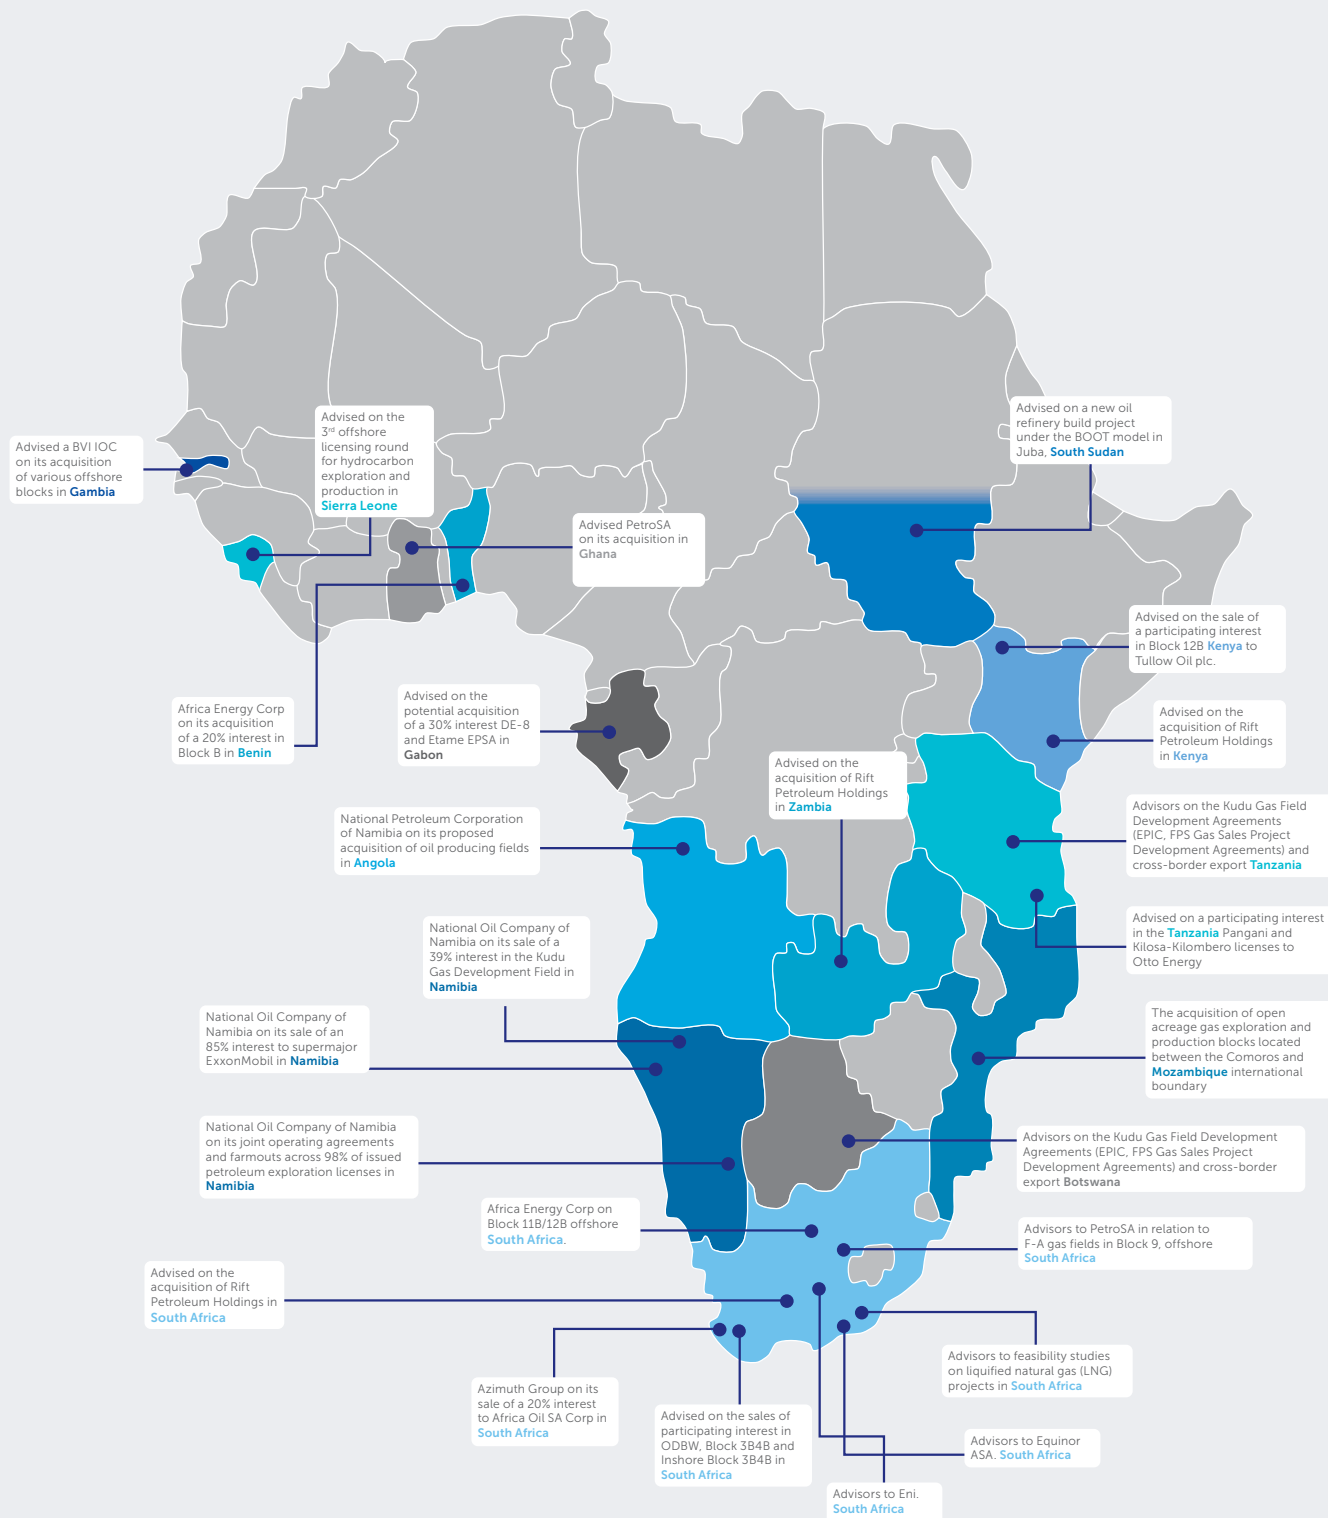 Advised on a new oil
refinery build project
under the BOOT model in
Juba, South Sudan
Advised on the
3rd offshore
licensing round
for hydrocarbon
exploration and
production in
Sierra Leone
Advised a BVI IOC
on its acquisition
of various offshore
blocks in Gambia
Advised PetroSA
on its acquisition in
Ghana
Advised on the sale of
a participating interest
in Block 12B Kenya to
Tullow Oil plc.
Africa Energy Corp
on its acquisition
of a 20% interest in
Block B in Benin
Advised on the
potential acquisition
of a 30% interest DE-8
and Etame EPSA in
Gabon
Advised on the
acquisition of Rift
Petroleum Holdings
in Kenya
Advised on the
acquisition of Rift
Petroleum Holdings
in Zambia
Advisors on the Kudu Gas Field
Development Agreements
(EPIC, FPS Gas Sales Project
Development Agreements) and
cross-border export Tanzania
National Petroleum Corporation
of Namibia on its proposed
acquisition of oil producing fields
in Angola
Advised on a participating interest
in the Tanzania Pangani and
Kilosa-Kilombero licenses to
Otto Energy
National Oil Company of
Namibia on its sale of a
39% interest in the Kudu
Gas Development Field in
Namibia
National Oil Company of
Namibia on its sale of an
85% interest to supermajor
ExxonMobil in Namibia
The acquisition of open
acreage gas exploration and
production blocks located
between the Comoros and
Mozambique international
boundary
National Oil Company of Namibia
on its joint operating agreements
and farmouts across 98% of issued
petroleum exploration licenses in
Namibia
Advisors on the Kudu Gas Field Development
Agreements (EPIC, FPS Gas Sales Project
Development Agreements) and cross-border
export Botswana
Africa Energy Corp on
Block 11B/12B offshore
South Africa.
Advisors to PetroSA in relation to
F-A gas fields in Block 9, offshore
South Africa
Advised on the
acquisition of Rift
Petroleum Holdings in
South Africa
Advisors to feasibility studies
on liquified natural gas (LNG)
projects in South Africa
Azimuth Group on its
sale of a 20% interest
to Africa Oil SA Corp in
South Africa
Advised on the sales of
participating interest in
ODBW, Block 3B4B and
Inshore Block 3B4B in
South Africa
Advisors to Equinor
ASA. South Africa
Advisors to Eni.
South Africa